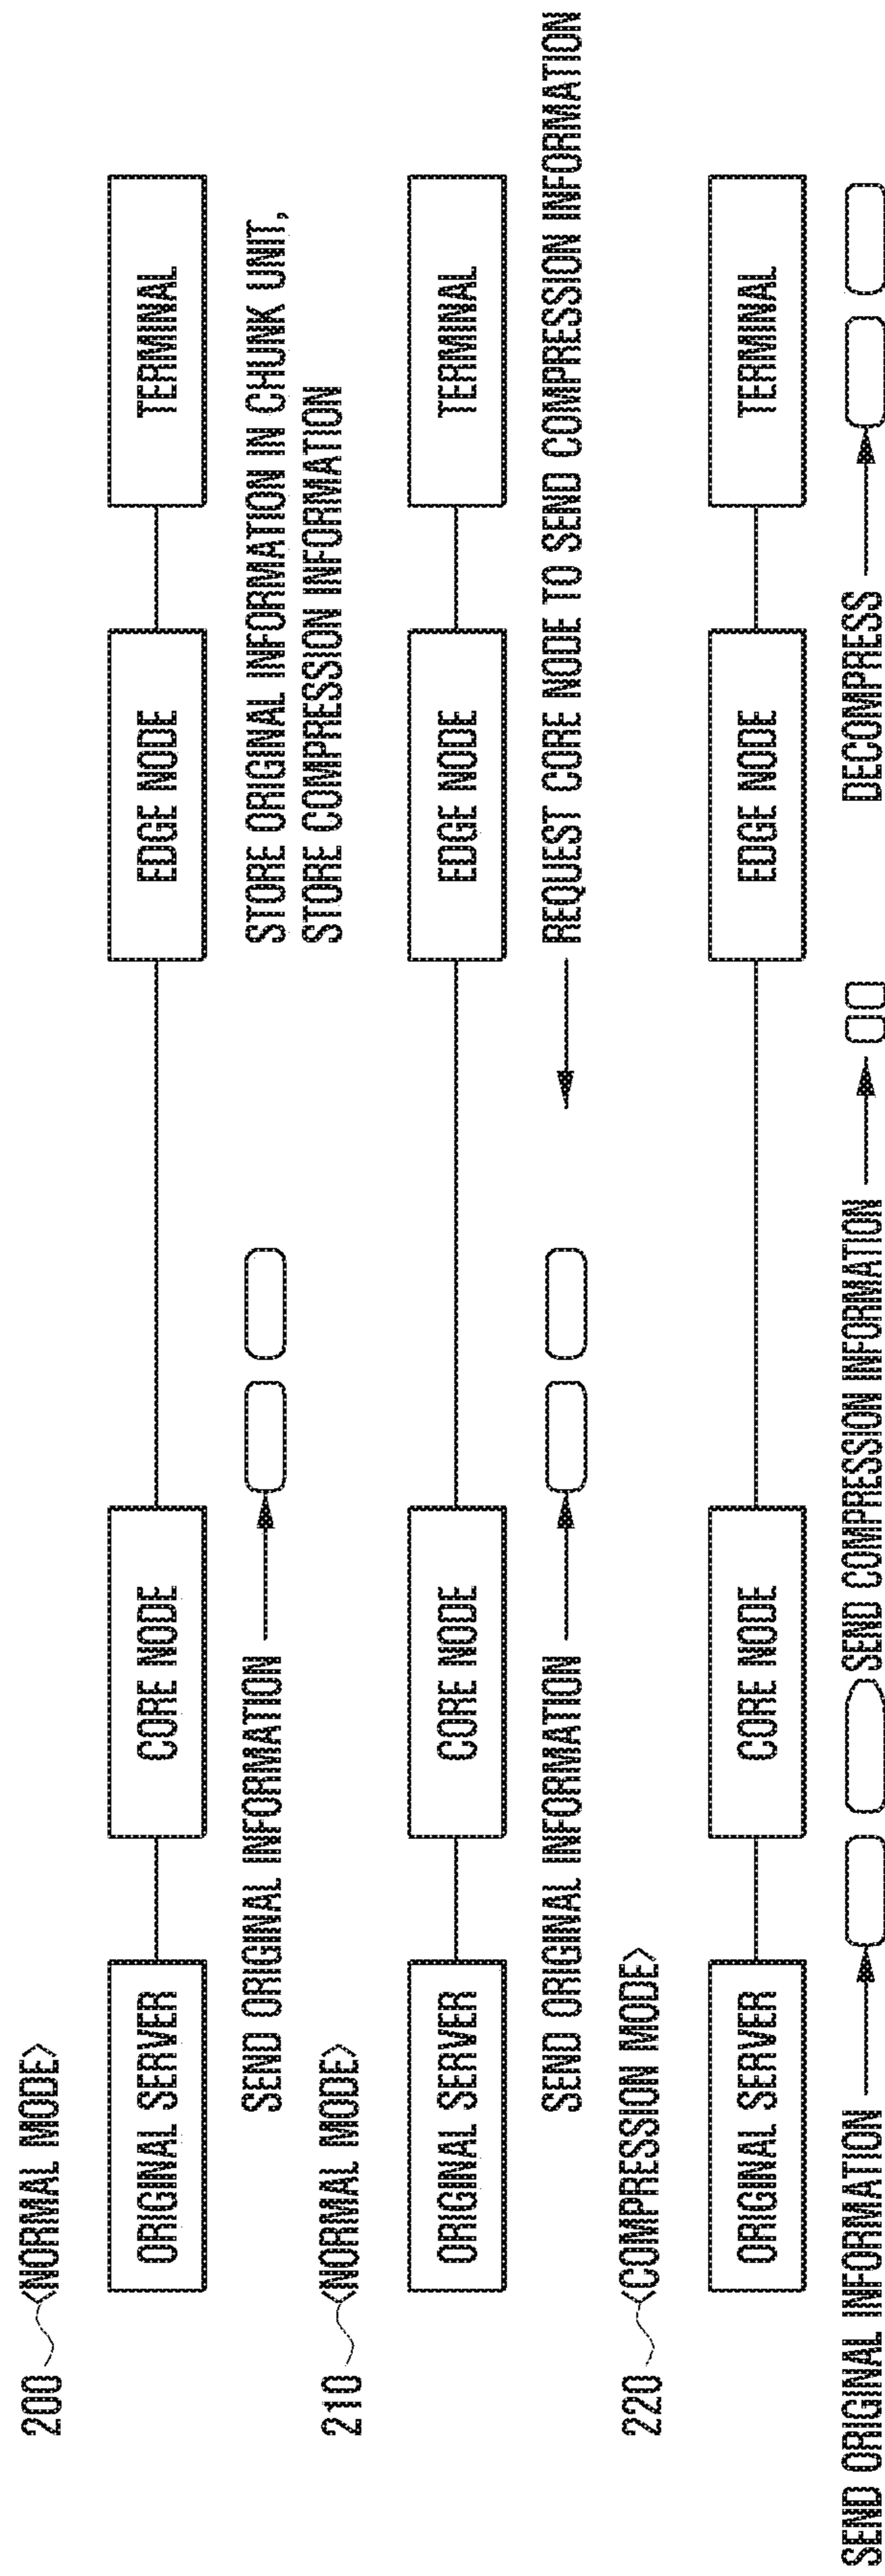 200 <NORMAL MODE>
ORIGINAL SERVER
CORE NODE
EDGE NODE
TERMINAL
SEND ORIGINAL INFORMATION
STORE ORIGINAL INFORMATION IN CHUNK UNIT,
STORE COMPRESSION INFORMATION
210 <NORMAL MODE>
ORIGINAL SERVER
CORE NODE
EDGE NODE
TERMINAL
SEND ORIGINAL INFORMATION
REQUEST CORE NODE TO SEND COMPRESSION INFORMATION
220 <COMPRESSION MODE>
ORIGINAL SERVER
CORE NODE
EDGE NODE
TERMINAL
SEND ORIGINAL INFORMATION
SEND COMPRESSION INFORMATION
DECOMPRESS